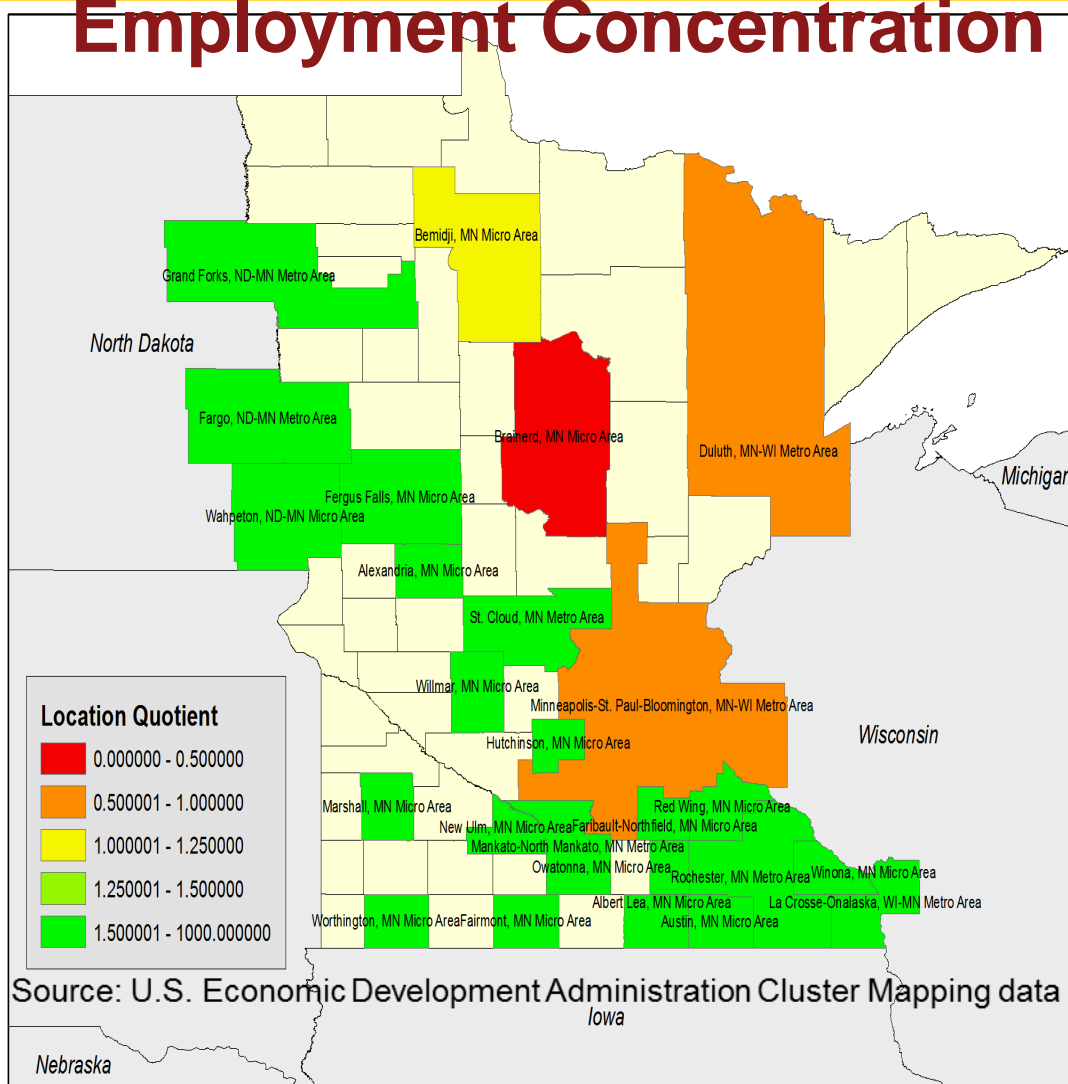 Employment Concentration
Bemidji, MN Micro Area
Grand Forks, ND-MN Metro Area
North Dakota
Fargo, ND-MN Metro Area
Brainerd, MN Micro Area
Duluth, MN-WI Metro Area
Michigan
Fergus Falls, MN Micro Area
Wahpeton, ND-MN Micro Area
Alexandria, MN Micro Area
St. Cloud, MN Metro Area
Willmar, MN Micro Area
Minneapolis-St. Paul-Bloomington, MN-WI Metro Area
Wisconsin
Hutchinson, MN Micro Area
Location Quotient
0.000000 - 0.500000
0.500001 - 1.000000
1.000001 - 1.250000
1.250001 - 1.500000
1.500001 - 1000.000000
Marshall, MN Micro Area
Red Wing, MN Micro Area
New Ulm, MN Micro Area
Faribault-Northfield, MN Micro Area
Mankato-North Mankato, MN Metro Area
Owatonna, MN Micro Area
Rochester, MN Metro Area
Winona, MN Micro Area
Albert Lea, MN Micro Area
La Crosse-Onalaska, WI-MN Metro Area
Worthington, MN Micro Area
Fairmont, MN Micro Area
Austin, MN Micro Area
Source: U.S. Economic Development Administration Cluster Mapping data
Iowa
Nebraska